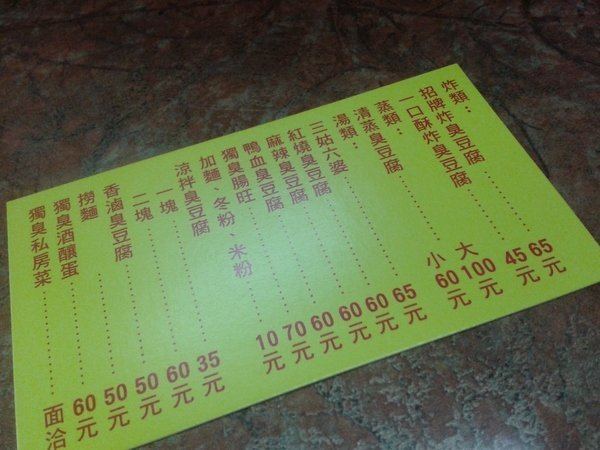 炸類：
招牌炸臭豆腐……65元
一口酥炸臭豆腐……45元
蒸類：
清蒸臭豆腐……大 100元
小 60元
湯類：
三姑六婆……65元
紅燒臭豆腐……60元
麻辣臭豆腐……60元
鴨血臭豆腐……60元
獨臭腸旺……70元
加麵、冬粉 米粉……10元
涼拌臭豆腐
一塊……35元
二塊……60元
香滷臭豆腐……50元
撈麵……50元
獨臭酒釀蛋……60元
獨臭私房菜……面洽